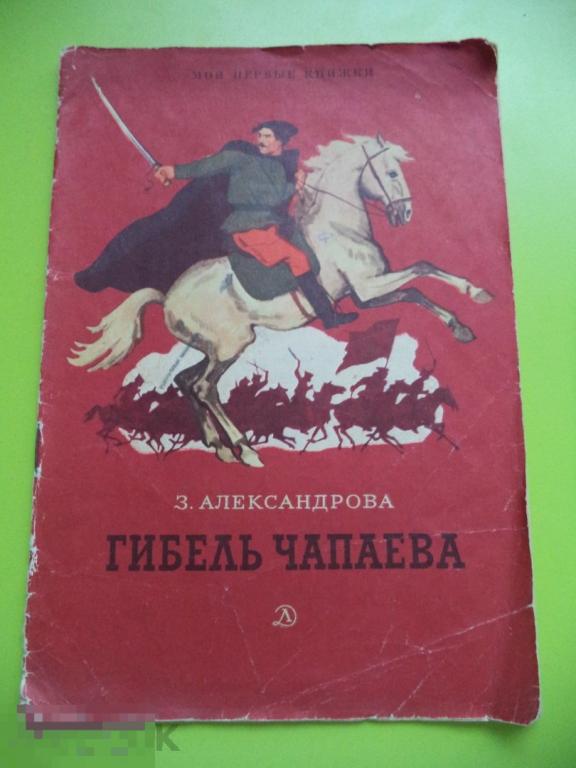 МОИ ПЕРВЫЕ КНИЖКИ
З. АЛЕКСАНДРОВА
ГИБЕЛЬ ЧАПАЕВА
Д